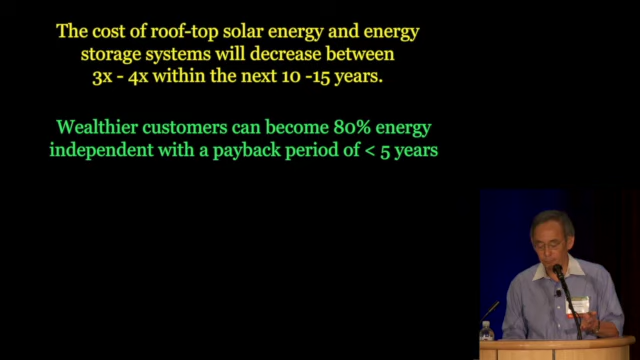 The cost of roof-top solar energy and energy
storage systems will decrease between
3x - 4x within the next 10 -15 years.
Wealthier customers can become 80% energy
independent with a payback period of < 5 years